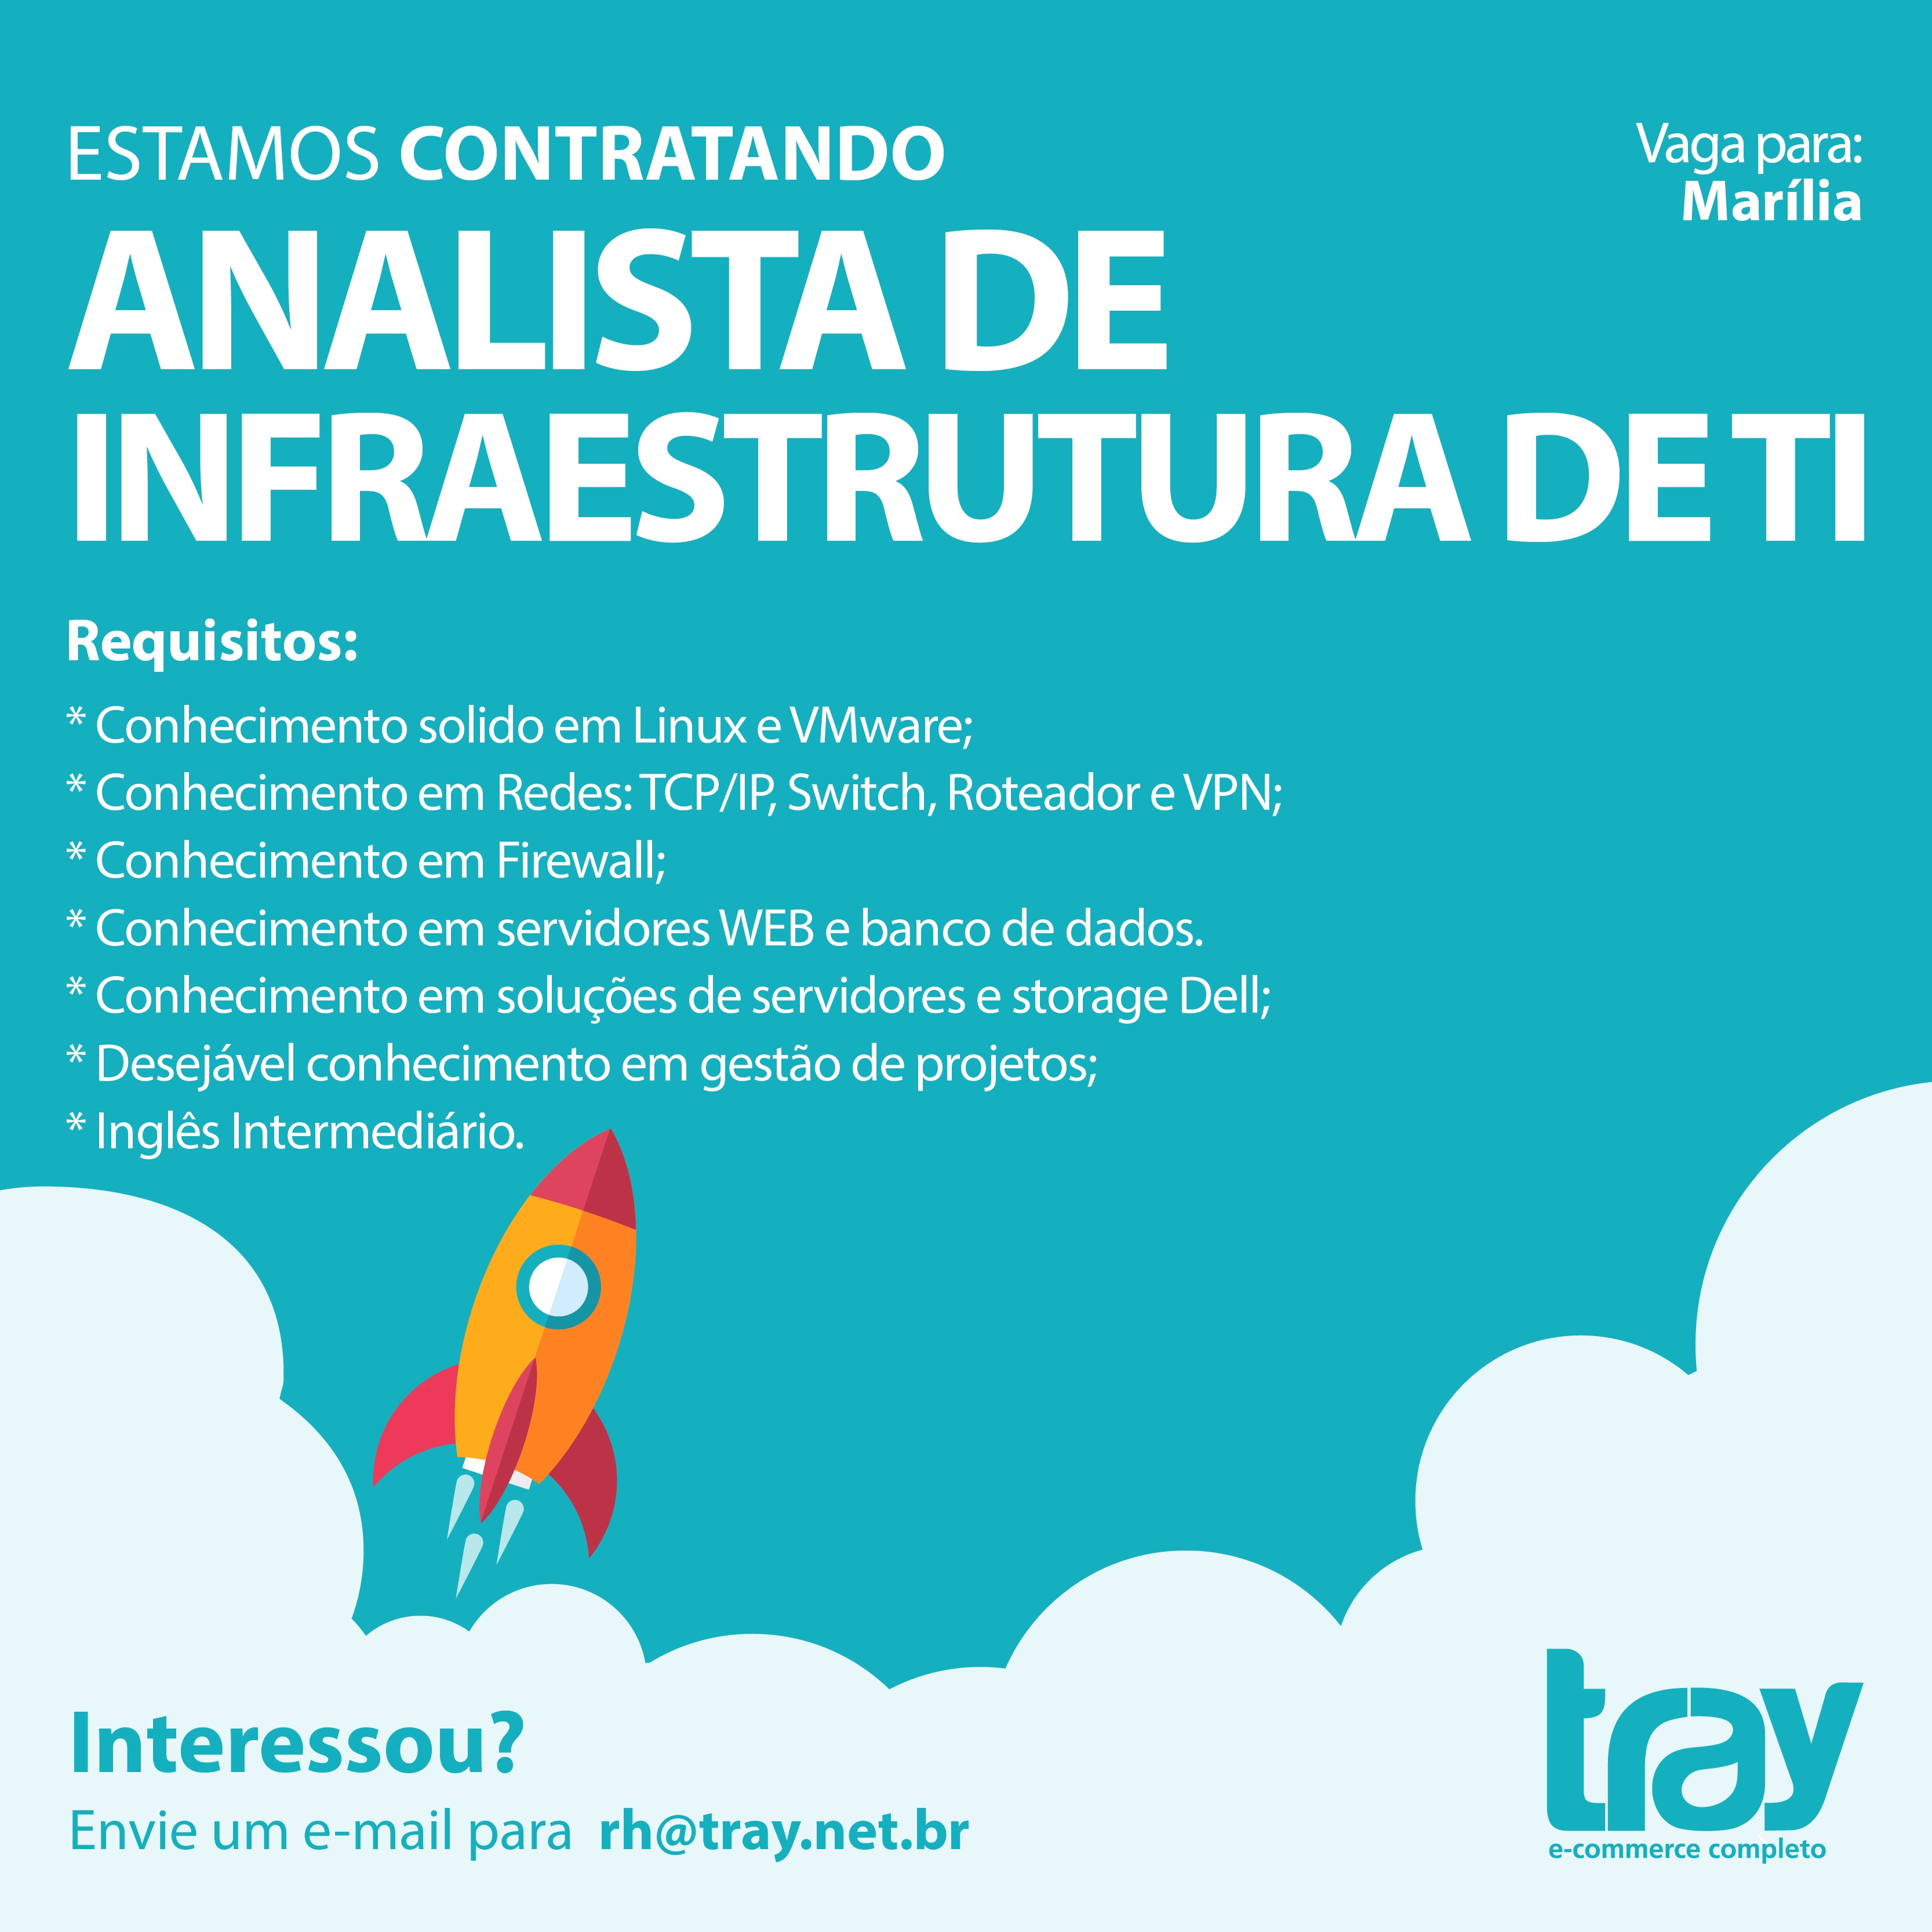 ESTAMOS CONTRATANDO
Vaga para:
Marília
ANALISTA DE
INFRAESTRUTURA DE TI
Requisitos:
* Conhecimento solido em Linux e VMware;
* Conhecimento em Redes: TCP/IP, Switch, Roteador e VPN;
* Conhecimento em Firewall;
* Conhecimento em servidores WEB e banco de dados.
* Conhecimento em soluções de servidores e storage Dell;
* Desejável conhecimento em gestão de projetos;
* Inglês Intermediário.
Interessou?
Envie um e-mail para rh@tray.net.br
tray
e-commerce completo